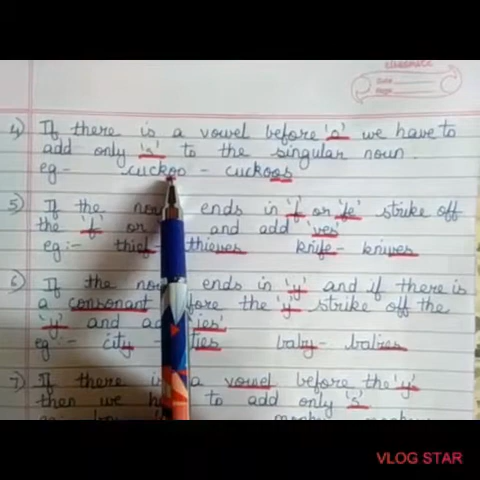 Date
Page
4) If there is a vowel before 'o' we have to
add only 's' to the singular noun.
eg- cuckoo - cuckoos
5) If the ends in 'f' or 'fe' strike off
the 'f' or and add 'ves'
eg:- thief - thieves knife - knives
6) If the ends in 'y' and if there is
a consonant the 'y' strike off the
'y' and 'ies'
eg:- city - baby - babies
7) If there a vowel before the 'y'
then we to add only 's'
VLOG STAR